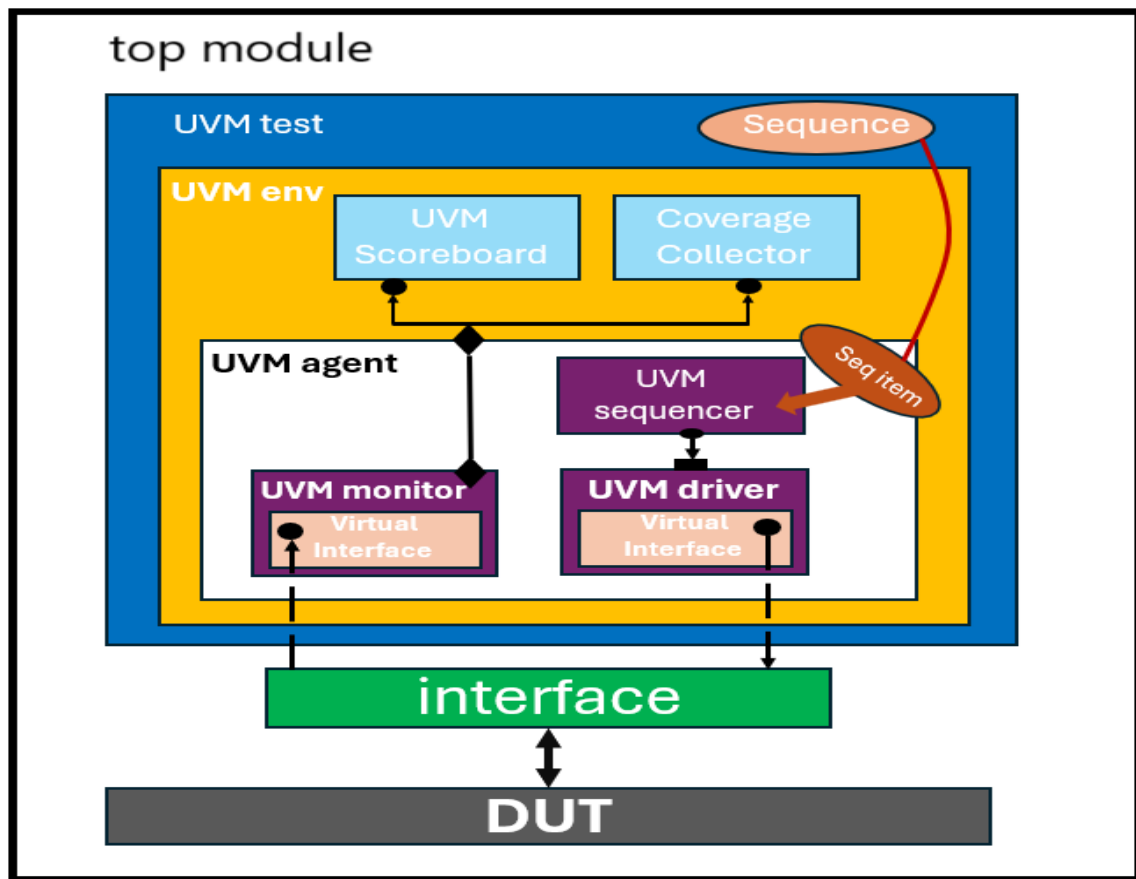 top module
UVM test
Sequence
UVM env
UVM
Scoreboard
Coverage
Collector
UVM agent
UVM
sequencer
Seq item
UVM monitor
Virtual
Interface
UVM driver
Virtual
Interface
interface
DUT